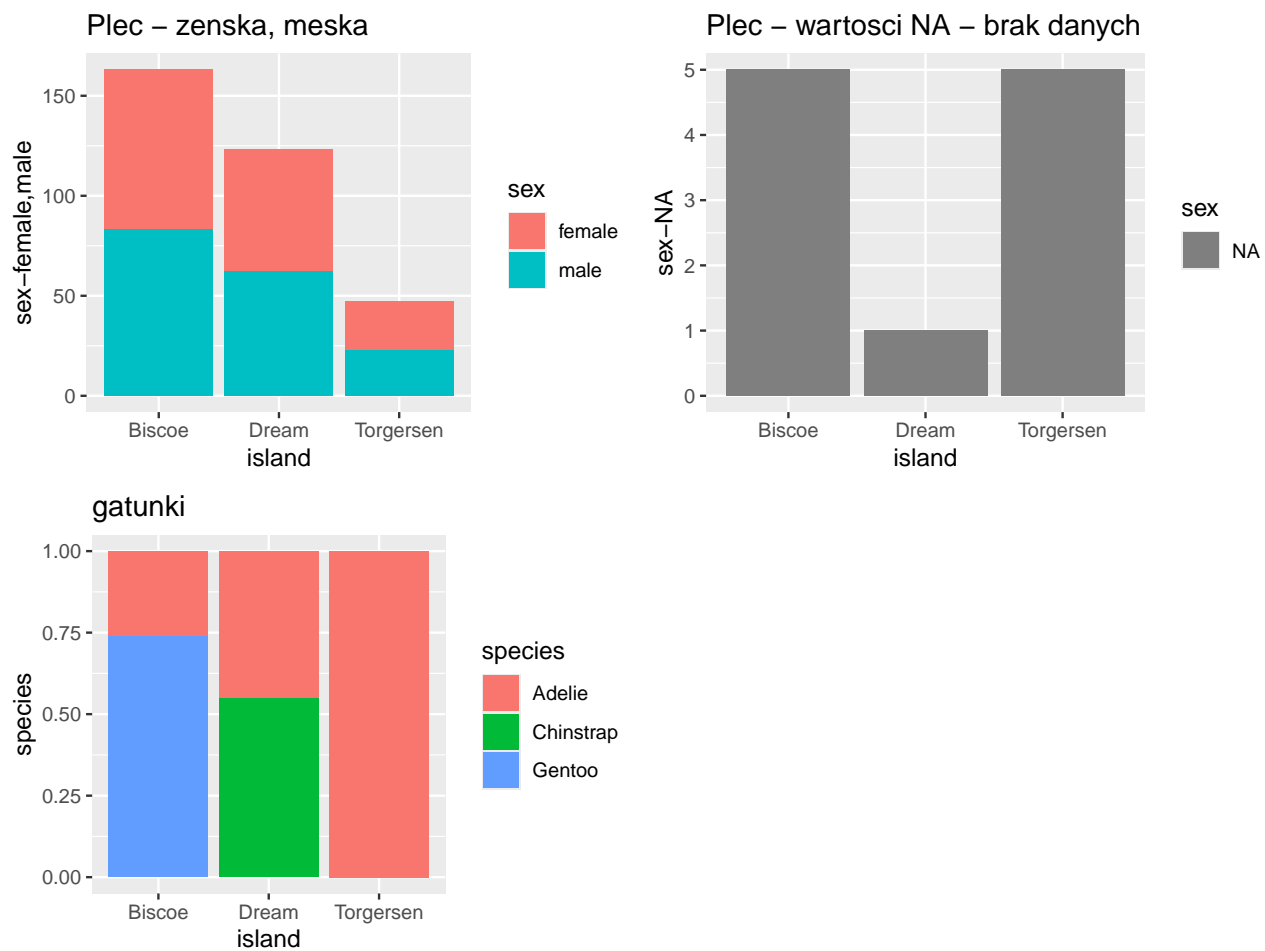 Plec − zenska, meska
150
100
50
0
sex−female,male
Biscoe Dream Torgersen
island
sex
female
male
Plec − wartosci NA − brak danych
5
4
3
2
1
0
sex−NA
Biscoe Dream Torgersen
island
sex
NA
gatunki
1.00
0.75
0.50
0.25
0.00
species
Biscoe Dream Torgersen
island
species
Adelie
Chinstrap
Gentoo